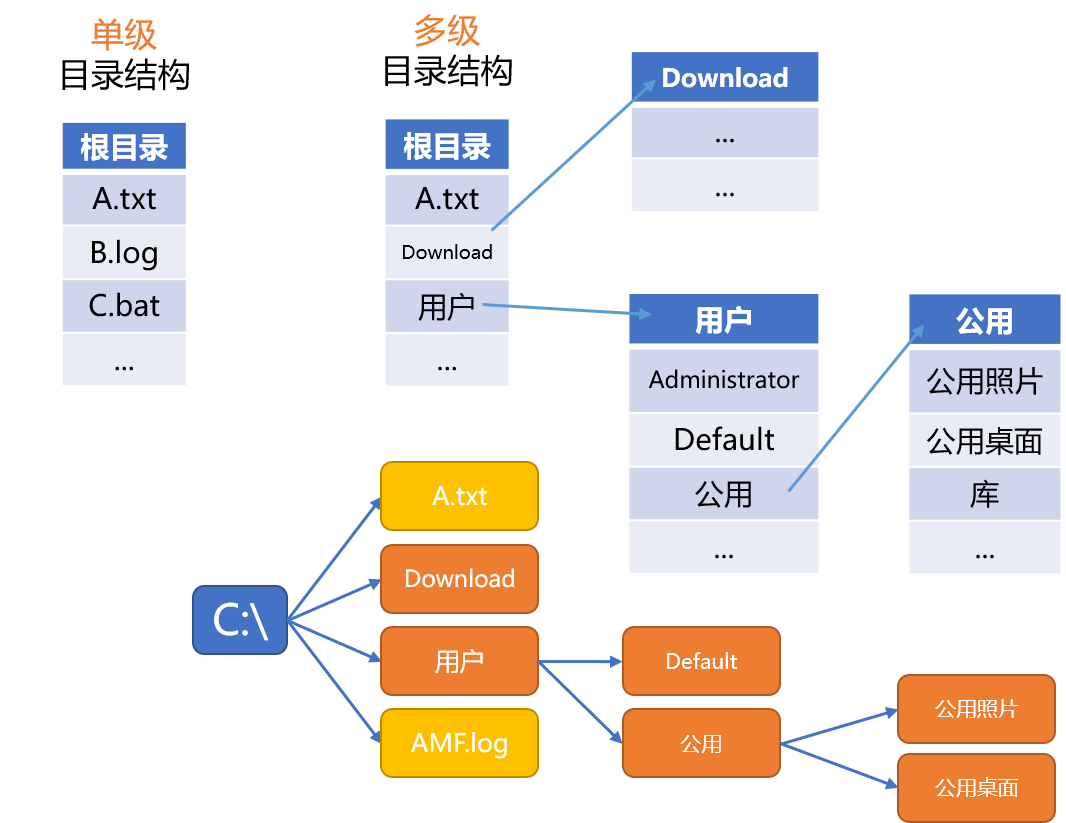 单级
目录结构
根目录
A.txt
B.log
C.bat
...
多级
目录结构
根目录
A.txt
Download
用户
...
Download
...
...
用户
Administrator
Default
公用
...
公用
公用照片
公用桌面
库
...
C:\
A.txt
Download
用户
AMF.log
Default
公用
公用照片
公用桌面